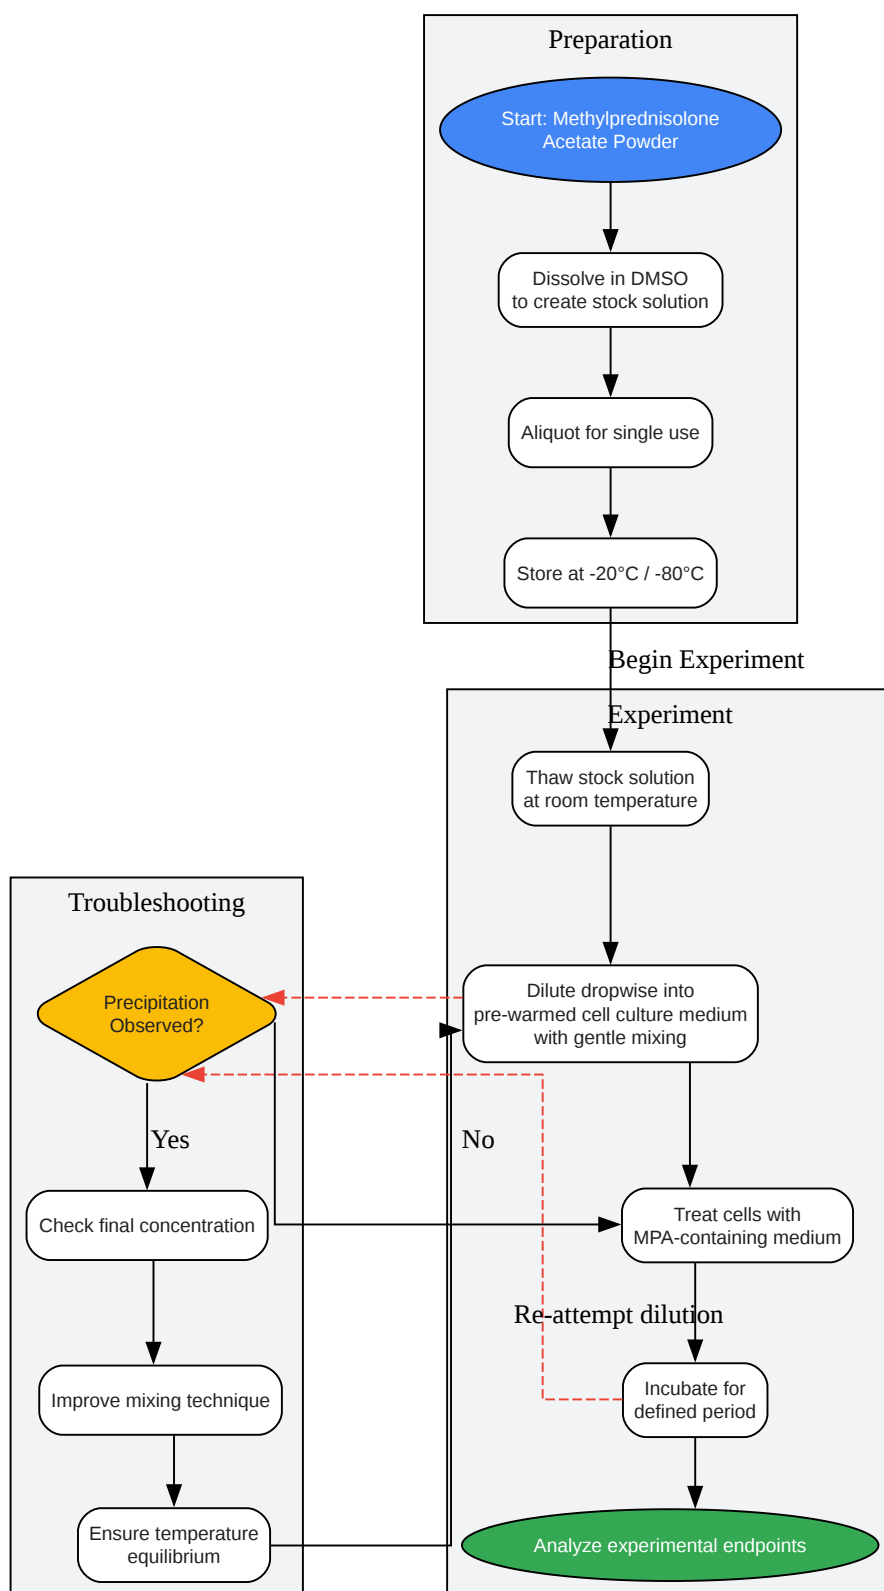 Preparation
Start: Methylprednisolone
Acetate Powder
Dissolve in DMSO
to create stock solution
Aliquot for single use
Store at -20°C / -80°C
Begin Experiment
Experiment
Thaw stock solution
at room temperature
Troubleshooting
Precipitation
Observed?
Dilute dropwise into
pre-warmed cell culture medium
with gentle mixing
Yes
No
Check final concentration
Treat cells with
MPA-containing medium
Re-attempt dilution
Improve mixing technique
Incubate for
defined period
Ensure temperature
equilibrium
Analyze experimental endpoints